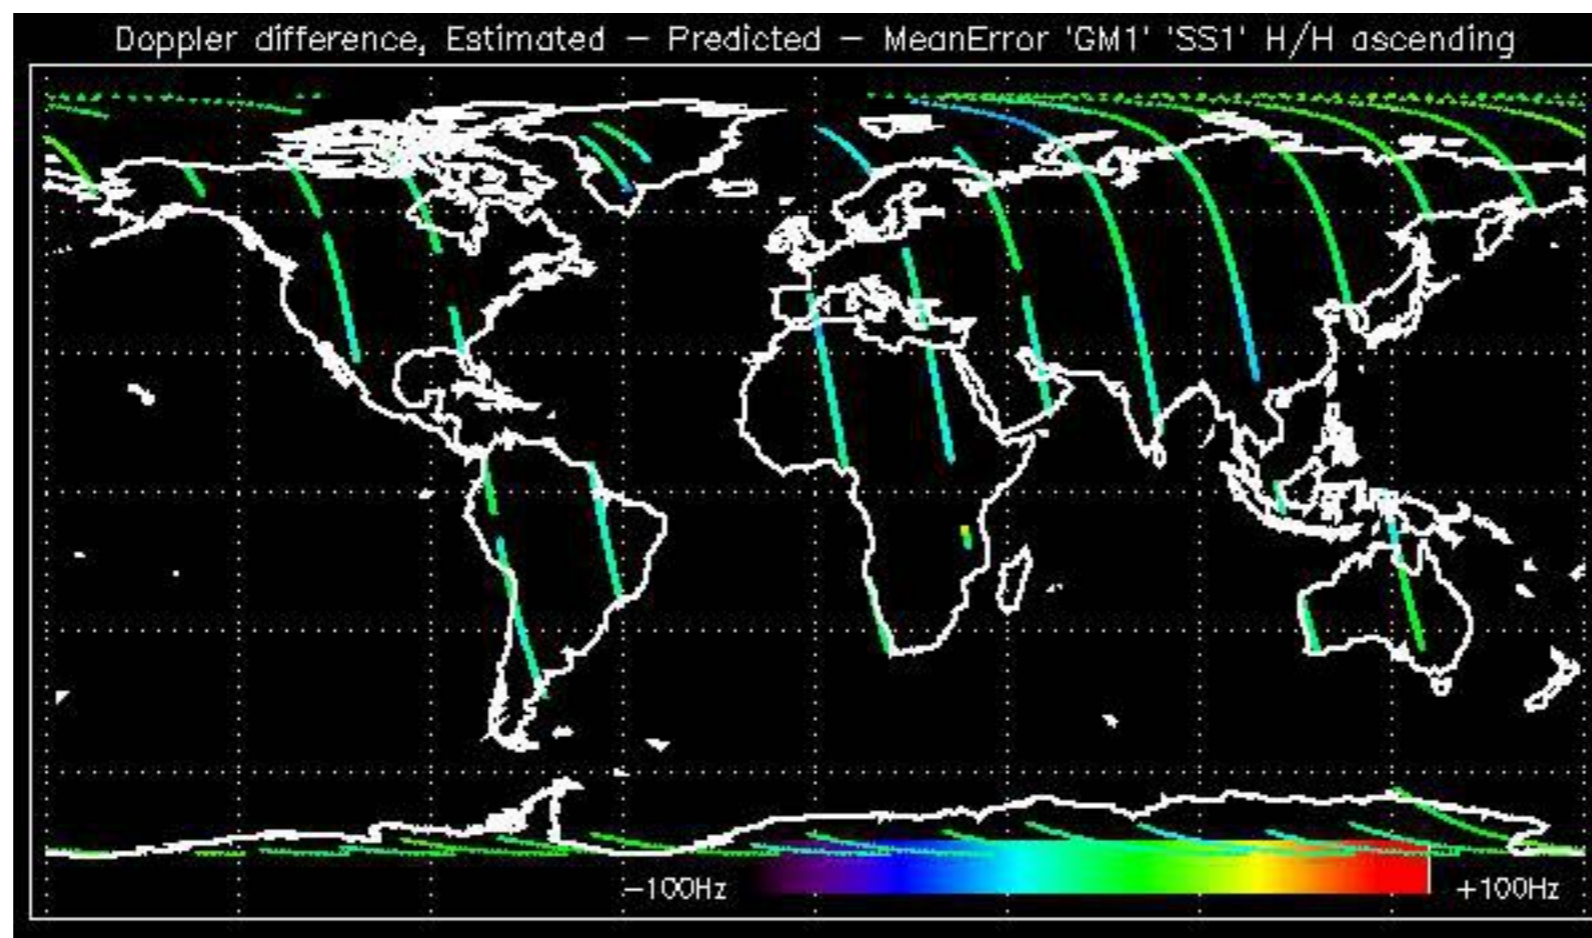 Doppler difference, Estimated – Predicted – MeanError 'GM1' 'SS1' H/H ascending
–100Hz
+100Hz